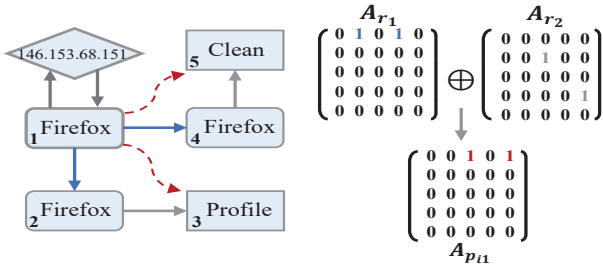 146.153.68.151
5 Clean
1 Firefox
4 Firefox
2 Firefox
3 Profile
A_{r_1}
0 1 0 1 0
0 0 0 0 0
0 0 0 0 0
0 0 0 0 0
0 0 0 0 0
⊕
A_{r_2}
0 0 0 0 0
0 0 1 0 0
0 0 0 0 0
0 0 0 0 1
0 0 0 0 0
0 0 1 0 1
0 0 0 0 0
0 0 0 0 0
0 0 0 0 0
0 0 0 0 0
A_{p_{i1}}